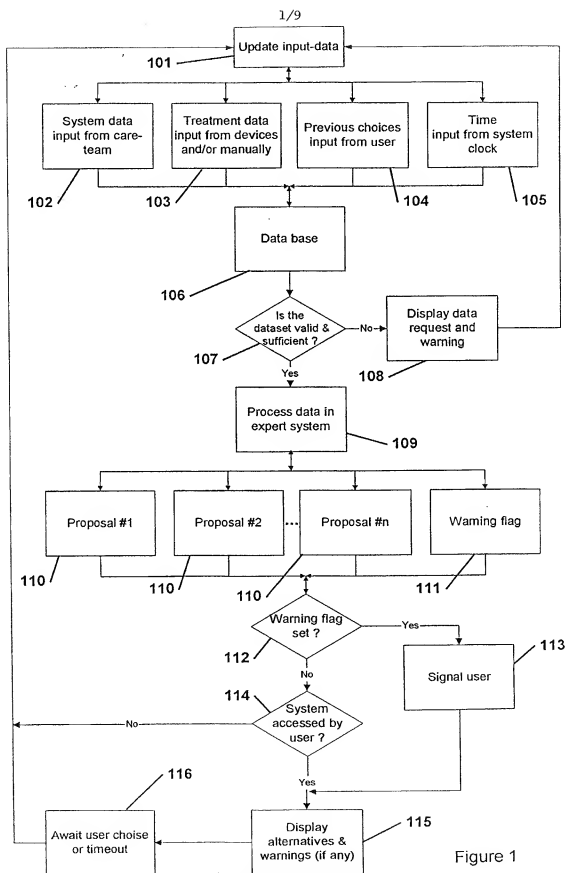 1/9
Update input-data
101
System data
input from care-
team
Treatment data
input from devices
and/or manually
Previous choices
input from user
Time
input from system
clock
102
103
104
105
Data base
106
Is the
dataset valid &
sufficient ?
No
Display data
request and
warning
107
108
Yes
Process data in
expert system
109
Proposal #1
Proposal #2
Proposal #n
Warning flag
110
110
110
111
Warning flag
set ?
Yes
112
113
Signal user
No
114
System
accessed by
user ?
No
Yes
116
Await user choise
or timeout
Display
alternatives &
warnings (if any)
115
Figure 1